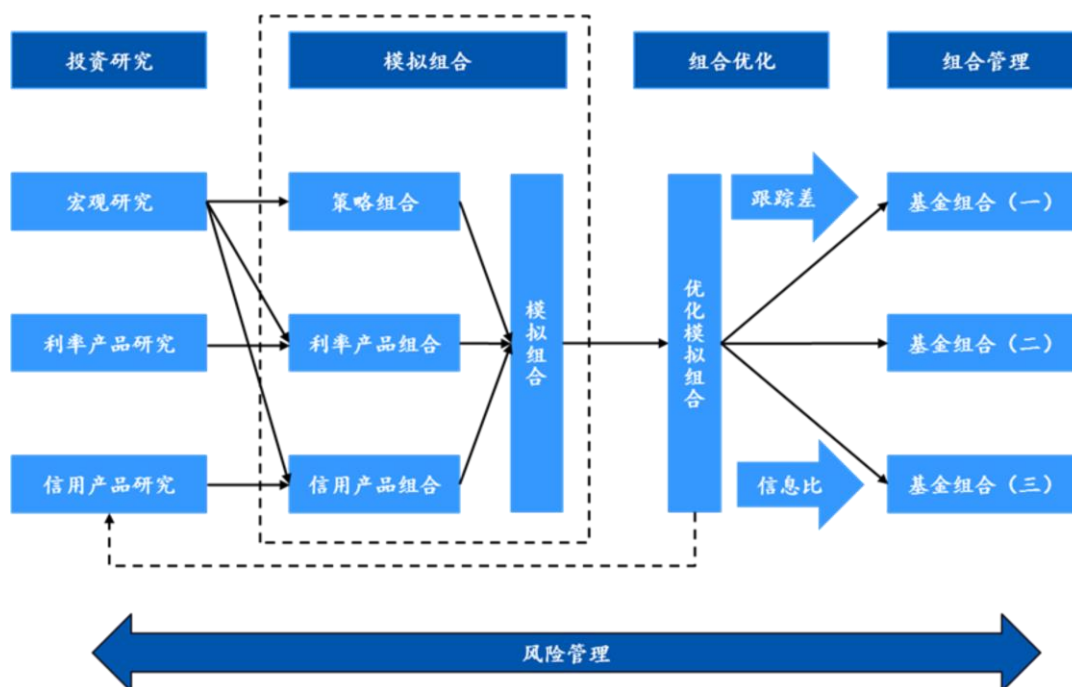 投资研究
模拟组合
组合优化
组合管理
宏观研究
策略组合
跟踪差
基金组合（一）
利率产品研究
利率产品组合
模拟组合
优化模拟组合
基金组合（二）
信用产品研究
信用产品组合
信息比
基金组合（三）
风险管理